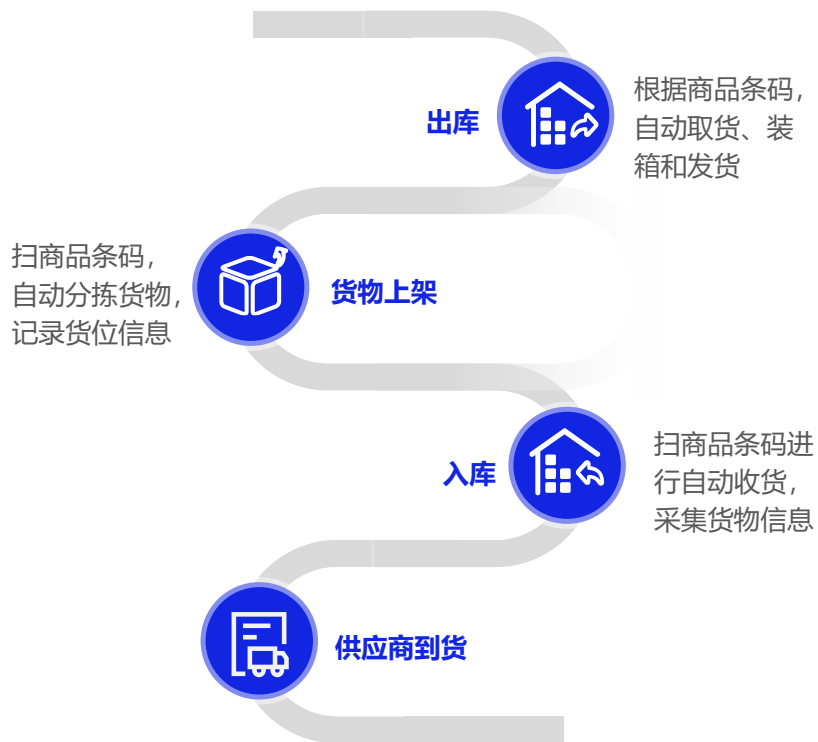 出库
根据商品条码，
自动取货、装
箱和发货
扫商品条码，
自动分拣货物，
记录货位信息
货物上架
入库
扫商品条码进
行自动收货，
采集货物信息
供应商到货